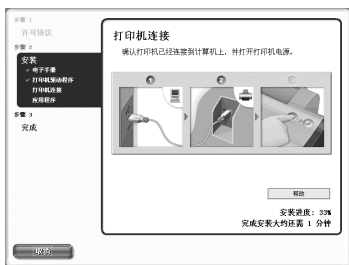 步骤 1
许可协议
步骤 2
安装
✓ 电子手册
✓ 打印机驱动程序
打印机连接
应用程序
步骤 3
完成
取消
打印机连接
确认打印机已经连接到计算机上，并打开打印机电源。
1
2
3
帮助
安装进度: 33%
完成安装大约还需 1 分钟